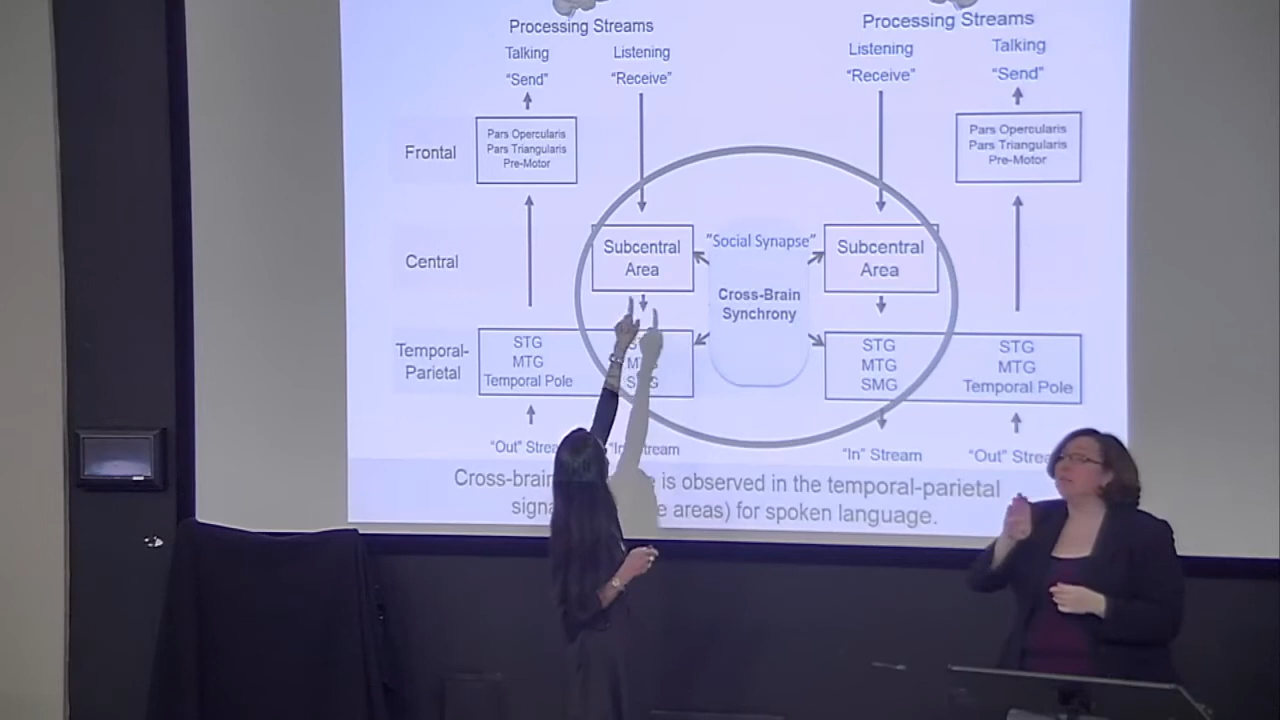 Processing Streams
Processing Streams
Talking
Listening
Listening
Talking
"Send"
"Receive"
"Receive"
"Send"
Frontal
Pars Opercularis
Pars Triangularis
Pre-Motor
Pars Opercularis
Pars Triangularis
Pre-Motor
Central
Subcentral
Area
"Social Synapse"
Cross-Brain
Synchrony
Subcentral
Area
Temporal-
Parietal
STG
MTG
Temporal Pole
STG
MTG
SMG
STG
MTG
Temporal Pole
"Out"
"In" Stream
"Out"
Cross-brain is observed in the temporal-parietal
areas) for spoken language.